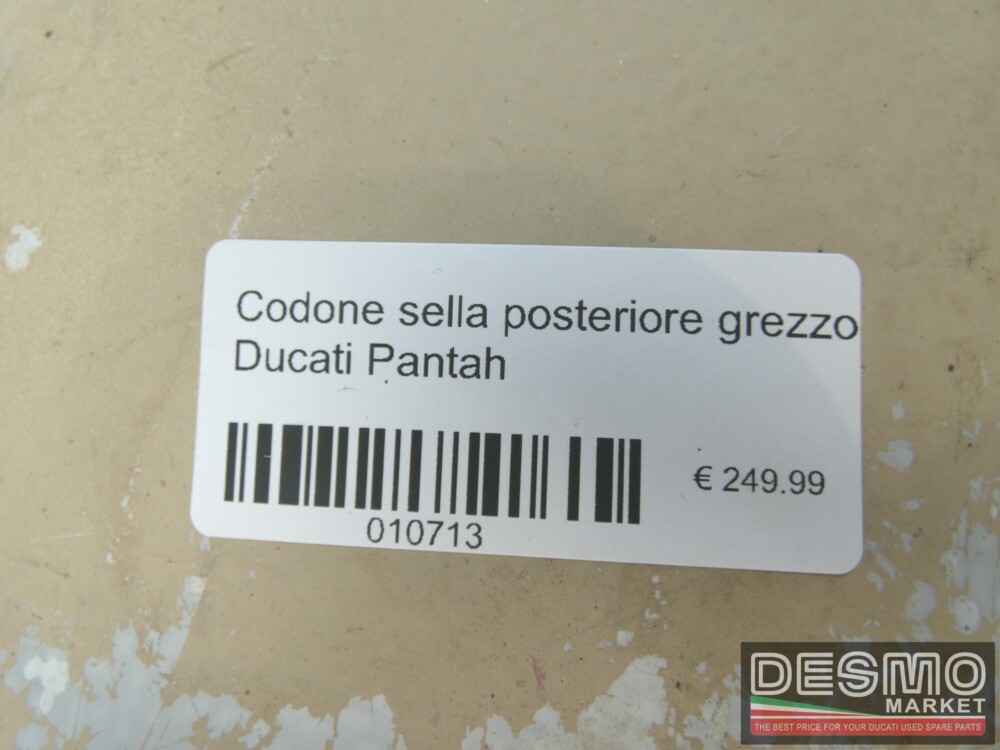 Codone sella posteriore grezzo
Ducati Pantah
€ 249.99
010713
DESMO
MARKET
THE BEST PRICE FOR YOUR DUCATI USED SPARE PARTS